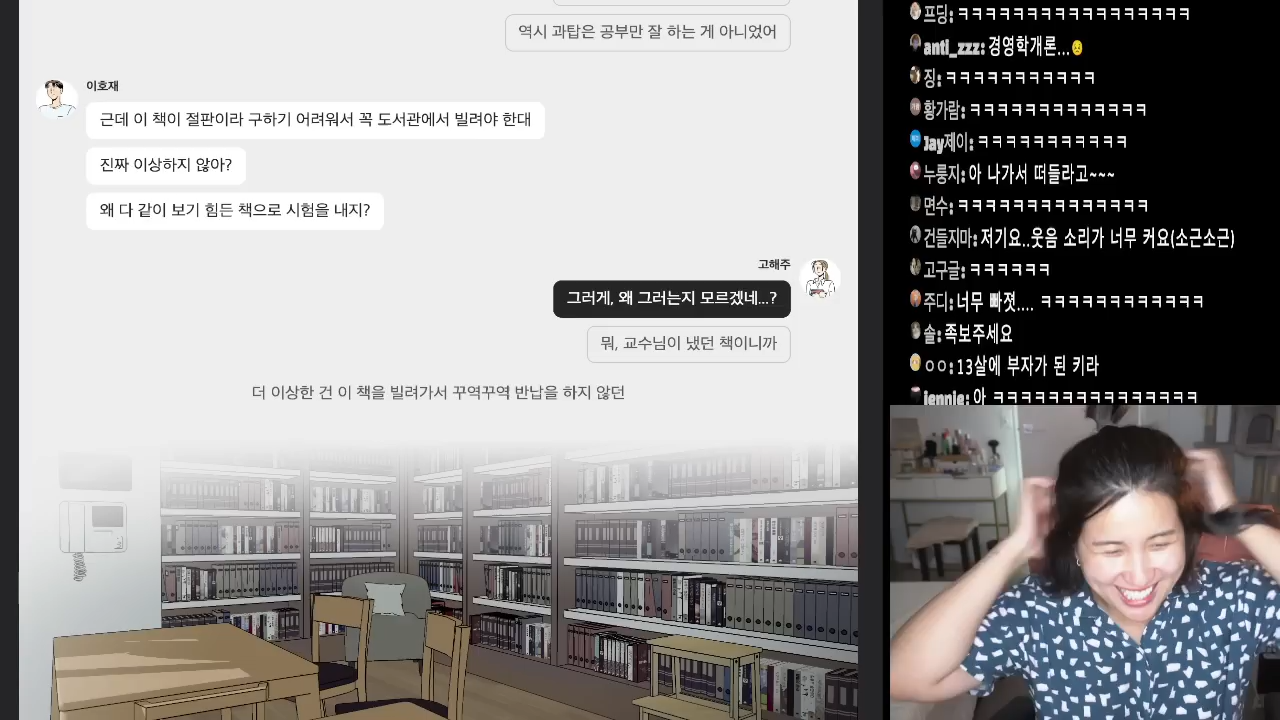 역시 과탑은 공부만 잘 하는 게 아니었어
이호재
근데 이 책이 절판이라 구하기 어려워서 꼭 도서관에서 빌려야 한대
진짜 이상하지 않아?
왜 다 같이 보기 힘든 책으로 시험을 내지?
고해주
그러게, 왜 그러는지 모르겠네...?
뭐, 교수님이 냈던 책이니까
더 이상한 건 이 책을 빌려가서 꾸역꾸역 반납을 하지 않던
프딩: ㅋㅋㅋㅋㅋㅋㅋㅋㅋㅋㅋㅋㅋㅋㅋㅋㅋ
anti_zzz: 경영학개론...😥
징: ㅋㅋㅋㅋㅋㅋㅋㅋㅋㅋㅋ
황가람: ㅋㅋㅋㅋㅋㅋㅋㅋㅋㅋㅋㅋㅋ
Jay제이: ㅋㅋㅋㅋㅋㅋㅋㅋㅋㅋㅋ
누룽지: 아 나가서 떠들라고~~~
면수: ㅋㅋㅋㅋㅋㅋㅋㅋㅋㅋㅋㅋㅋㅋ
건들지마: 저기요..웃음 소리가 너무 커요(소근소근)
고구글: ㅋㅋㅋㅋㅋㅋ
주디: 너무 빠졋.... ㅋㅋㅋㅋㅋㅋㅋㅋㅋㅋㅋㅋ
솔: 족보주세요
ㅇㅇ: 13살에 부자가 된 키라
jennie: 아 ㅋㅋㅋㅋㅋㅋㅋㅋㅋㅋㅋㅋㅋㅋㅋ